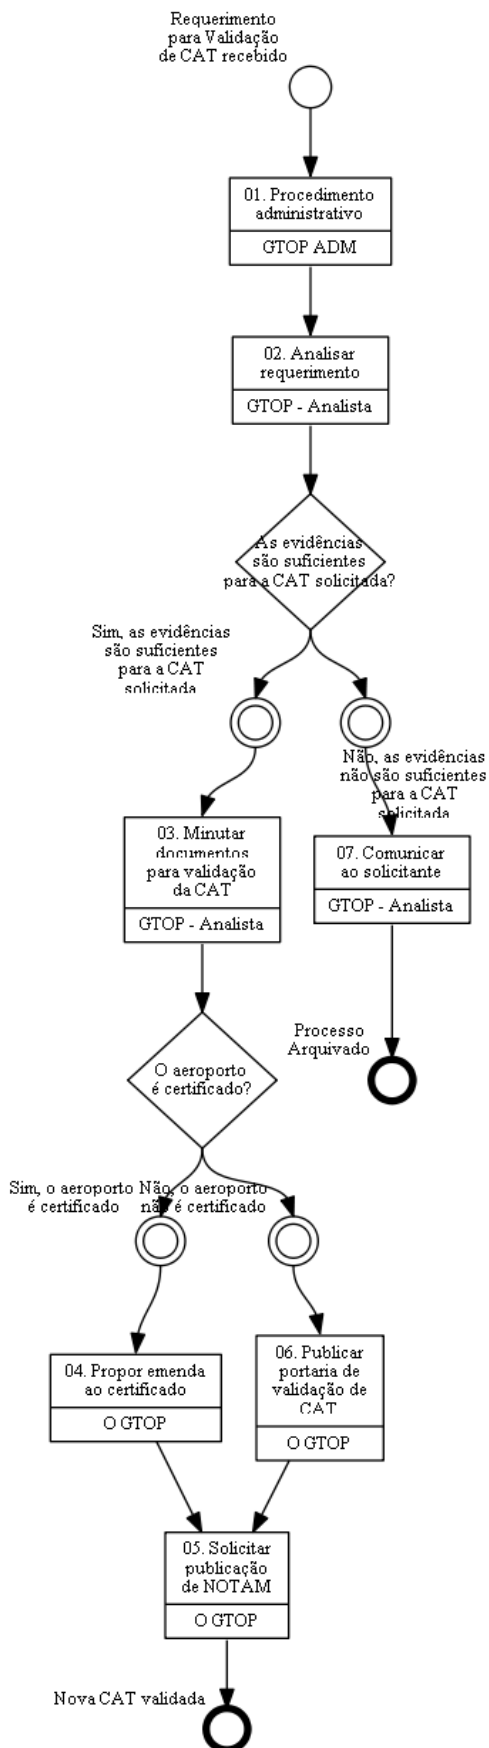 Requerimento
para Validação
de CAT recebido
01. Procedimento
administrativo
GTOP ADM
02. Analisar
requerimento
GTOP - Analista
As evidências
são suficientes
para a CAT solicitada?
Sim, as evidências
são suficientes
para a CAT
solicitada
Não, as evidências
não são suficientes
para a CAT
solicitada
03. Minutar
documentos
para validação
da CAT
GTOP - Analista
07. Comunicar
ao solicitante
GTOP - Analista
Processo
Arquivado
O aeroporto
é certificado?
Sim, o aeroporto
é certificado
Não, o aeroporto
não é certificado
04. Propor emenda
ao certificado
O GTOP
06. Publicar
portaria de
validação de
CAT
O GTOP
05. Solicitar
publicação
de NOTAM
O GTOP
Nova CAT validada